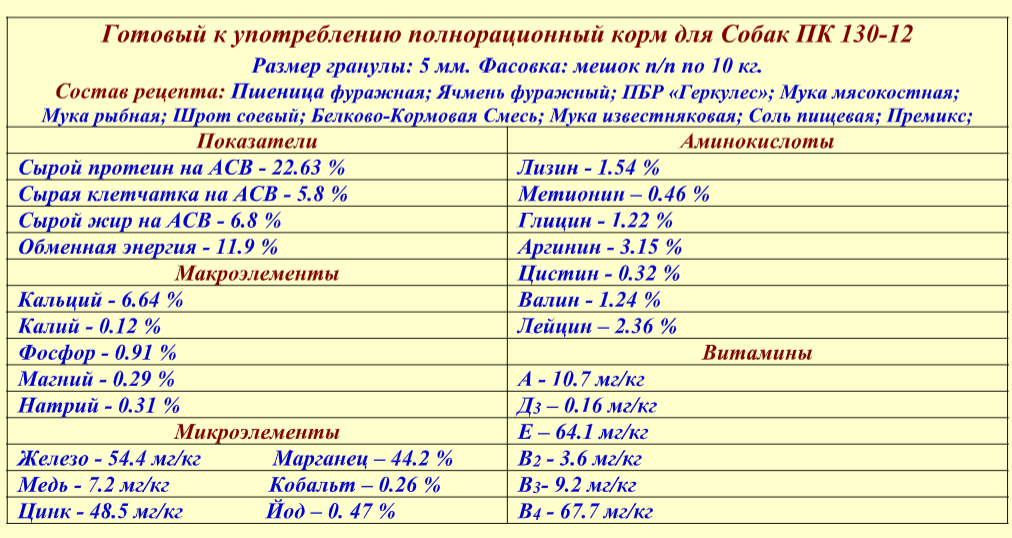 Готовый к употреблению полнорационный корм для Собак ПК 130-12
Размер гранулы: 5 мм. Фасовка: мешок п/п по 10 кг.
Состав рецепта: Пшеница фуражная; Ячмень фуражный; ПБР «Геркулес»; Мука мясокостная;
Мука рыбная; Шрот соевый; Белково-Кормовая Смесь; Мука известняковая; Соль пищевая; Премикс;
Показатели
Сырой протеин на АСВ - 22.63 %
Сырая клетчатка на АСВ - 5.8 %
Сырой жир на АСВ - 6.8 %
Обменная энергия - 11.9 %
Макроэлементы
Кальций - 6.64 %
Калий - 0.12 %
Фосфор - 0.91 %
Магний - 0.29 %
Натрий - 0.31 %
Микроэлементы
Железо - 54.4 мг/кг Марганец – 44.2 %
Медь - 7.2 мг/кг Кобальт – 0.26 %
Цинк - 48.5 мг/кг Йод – 0. 47 %
Аминокислоты
Лизин - 1.54 %
Метионин – 0.46 %
Глицин - 1.22 %
Аргинин - 3.15 %
Цистин - 0.32 %
Валин - 1.24 %
Лейцин – 2.36 %
Витамины
А - 10.7 мг/кг
Д3 – 0.16 мг/кг
Е – 64.1 мг/кг
В2 - 3.6 мг/кг
В3- 9.2 мг/кг
В4 - 67.7 мг/кг